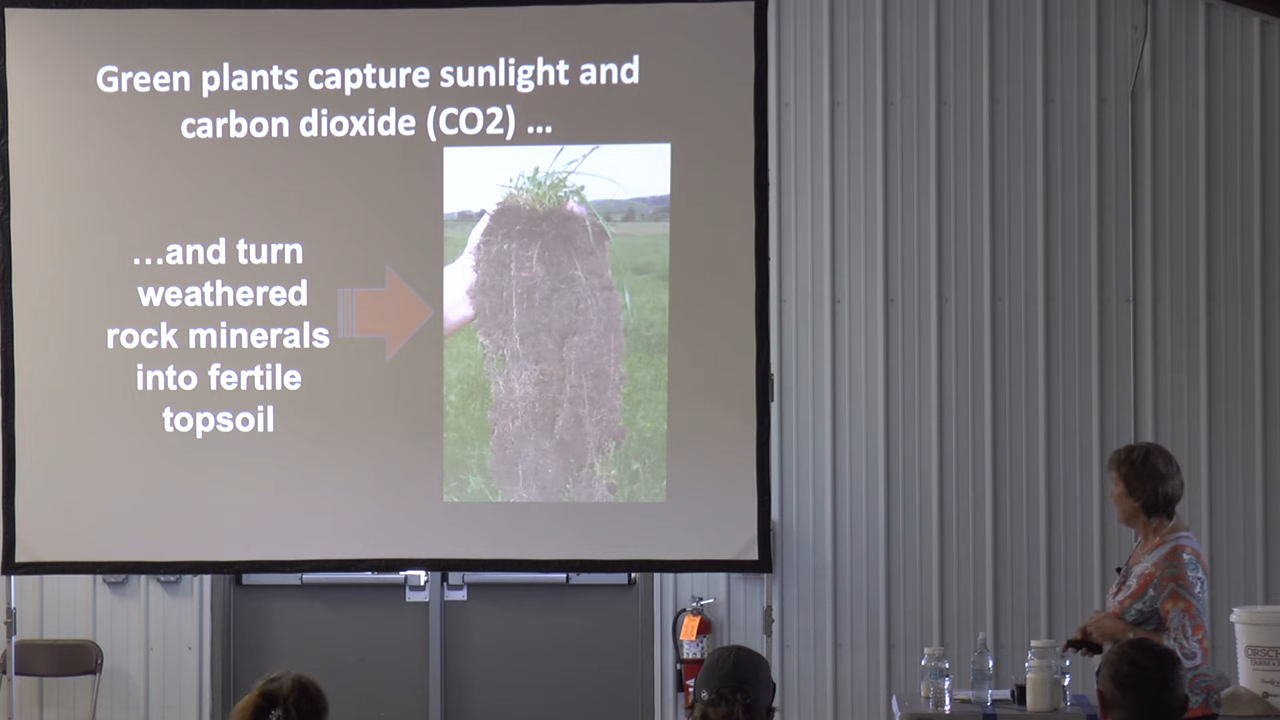 Green plants capture sunlight and
carbon dioxide (CO2) ...
...and turn
weathered
rock minerals
into fertile
topsoil